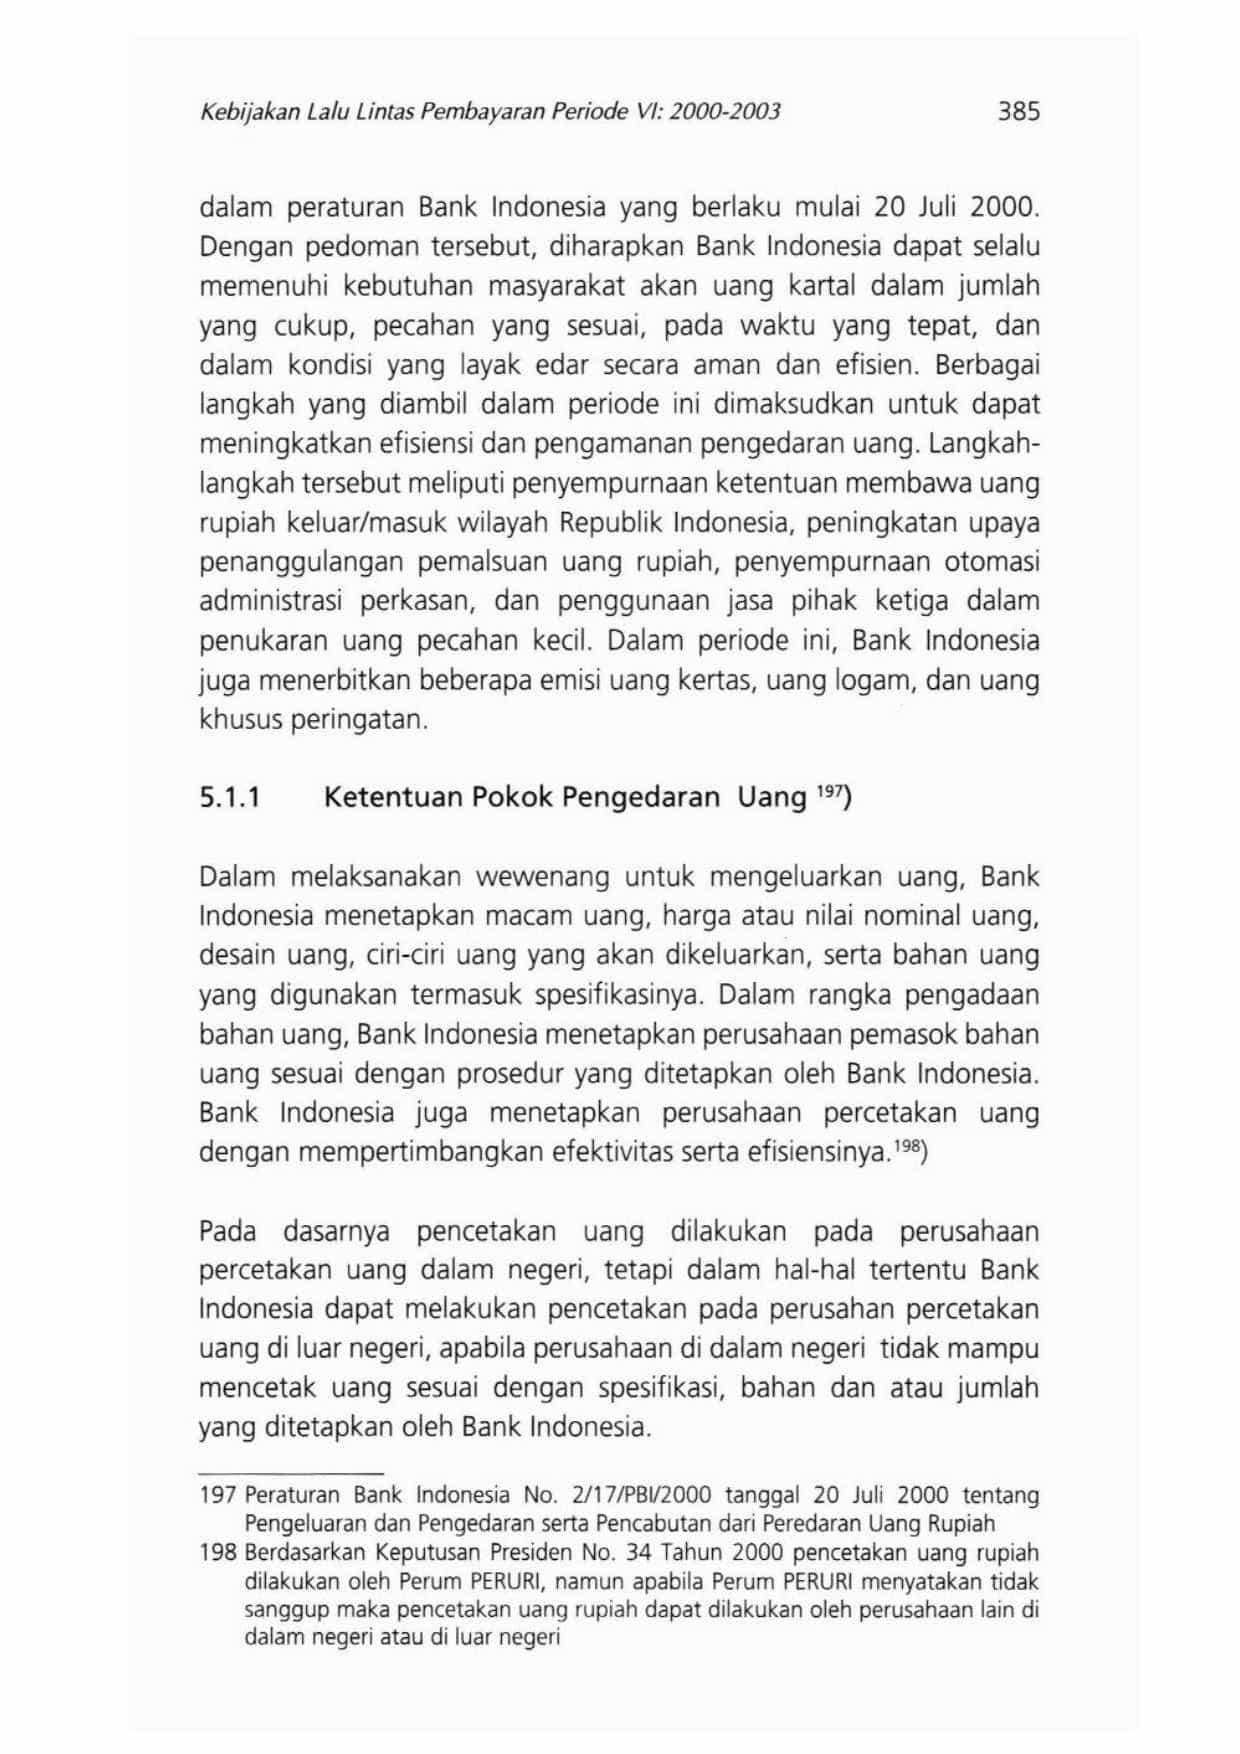 Kebijakan Lalu Lintas Pembayaran Periode VI: 2000-2003 385
dalam peraturan Bank Indonesia yang berlaku mulai 20 Juli 2000.
Dengan pedoman tersebut, diharapkan Bank Indonesia dapat selalu
memenuhi kebutuhan masyarakat akan uang kartal dalam jumlah
yang cukup, pecahan yang sesuai, pada waktu yang tepat, dan
dalam kondisi yang layak edar secara aman dan efisien. Berbagai
langkah yang diambil dalam periode ini dimaksudkan untuk dapat
meningkatkan efisiensi dan pengamanan pengedaran uang. Langkah-
langkah tersebut meliputi penyempurnaan ketentuan membawa uang
rupiah keluar/masuk wilayah Republik Indonesia, peningkatan upaya
penanggulangan pemalsuan uang rupiah, penyempurnaan otomasi
administrasi perkasan, dan penggunaan jasa pihak ketiga dalam
penukaran uang pecahan kecil. Dalam periode ini, Bank Indonesia
juga menerbitkan beberapa emisi uang kertas, uang logam, dan uang
khusus peringatan.
5.1.1 Ketentuan Pokok Pengedaran Uang 197)
Dalam melaksanakan wewenang untuk mengeluarkan uang, Bank
Indonesia menetapkan macam uang, harga atau nilai nominal uang,
desain uang, ciri-ciri uang yang akan dikeluarkan, serta bahan uang
yang digunakan termasuk spesifikasinya. Dalam rangka pengadaan
bahan uang, Bank Indonesia menetapkan perusahaan pemasok bahan
uang sesuai dengan prosedur yang ditetapkan oleh Bank Indonesia.
Bank Indonesia juga menetapkan perusahaan percetakan uang
dengan mempertimbangkan efektivitas serta efisiensinya.198)
Pada dasarnya pencetakan uang dilakukan pada perusahaan
percetakan uang dalam negeri, tetapi dalam hal-hal tertentu Bank
Indonesia dapat melakukan pencetakan pada perusahan percetakan
uang di luar negeri, apabila perusahaan di dalam negeri tidak mampu
mencetak uang sesuai dengan spesifikasi, bahan dan atau jumlah
yang ditetapkan oleh Bank Indonesia.
197 Peraturan Bank Indonesia No. 2/17/PBI/2000 tanggal 20 Juli 2000 tentang
Pengeluaran dan Pengedaran serta Pencabutan dari Peredaran Uang Rupiah
198 Berdasarkan Keputusan Presiden No. 34 Tahun 2000 pencetakan uang rupiah
dilakukan oleh Perum PERURI, namun apabila Perum PERURI menyatakan tidak
sanggup maka pencetakan uang rupiah dapat dilakukan oleh perusahaan lain di
dalam negeri atau di luar negeri